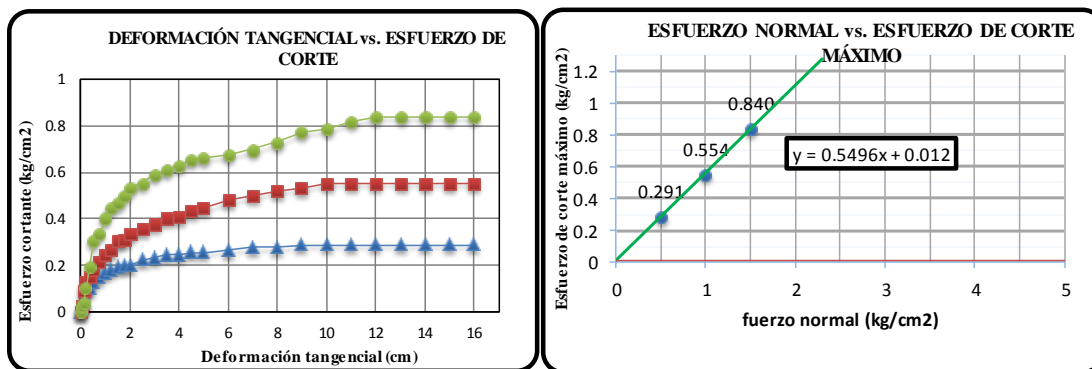 DEFORMACIÓN TANGENCIAL vs. ESFUERZO DE
CORTE
Esfuerzo cortante (kg/cm2)
1
0.8
0.6
0.4
0.2
0
0 2 4 6 8 10 12 14 16
Deformación tangencial (cm)
ESFUERZO NORMAL vs. ESFUERZO DE CORTE
MÁXIMO
Esfuerzo de corte máximo (kg/cm2)
1.2
1
0.8
0.6
0.4
0.2
0
0.840
0.554
0.291
y = 0.5496x + 0.012
0 1 2 3 4 5
fuerzo normal (kg/cm2)